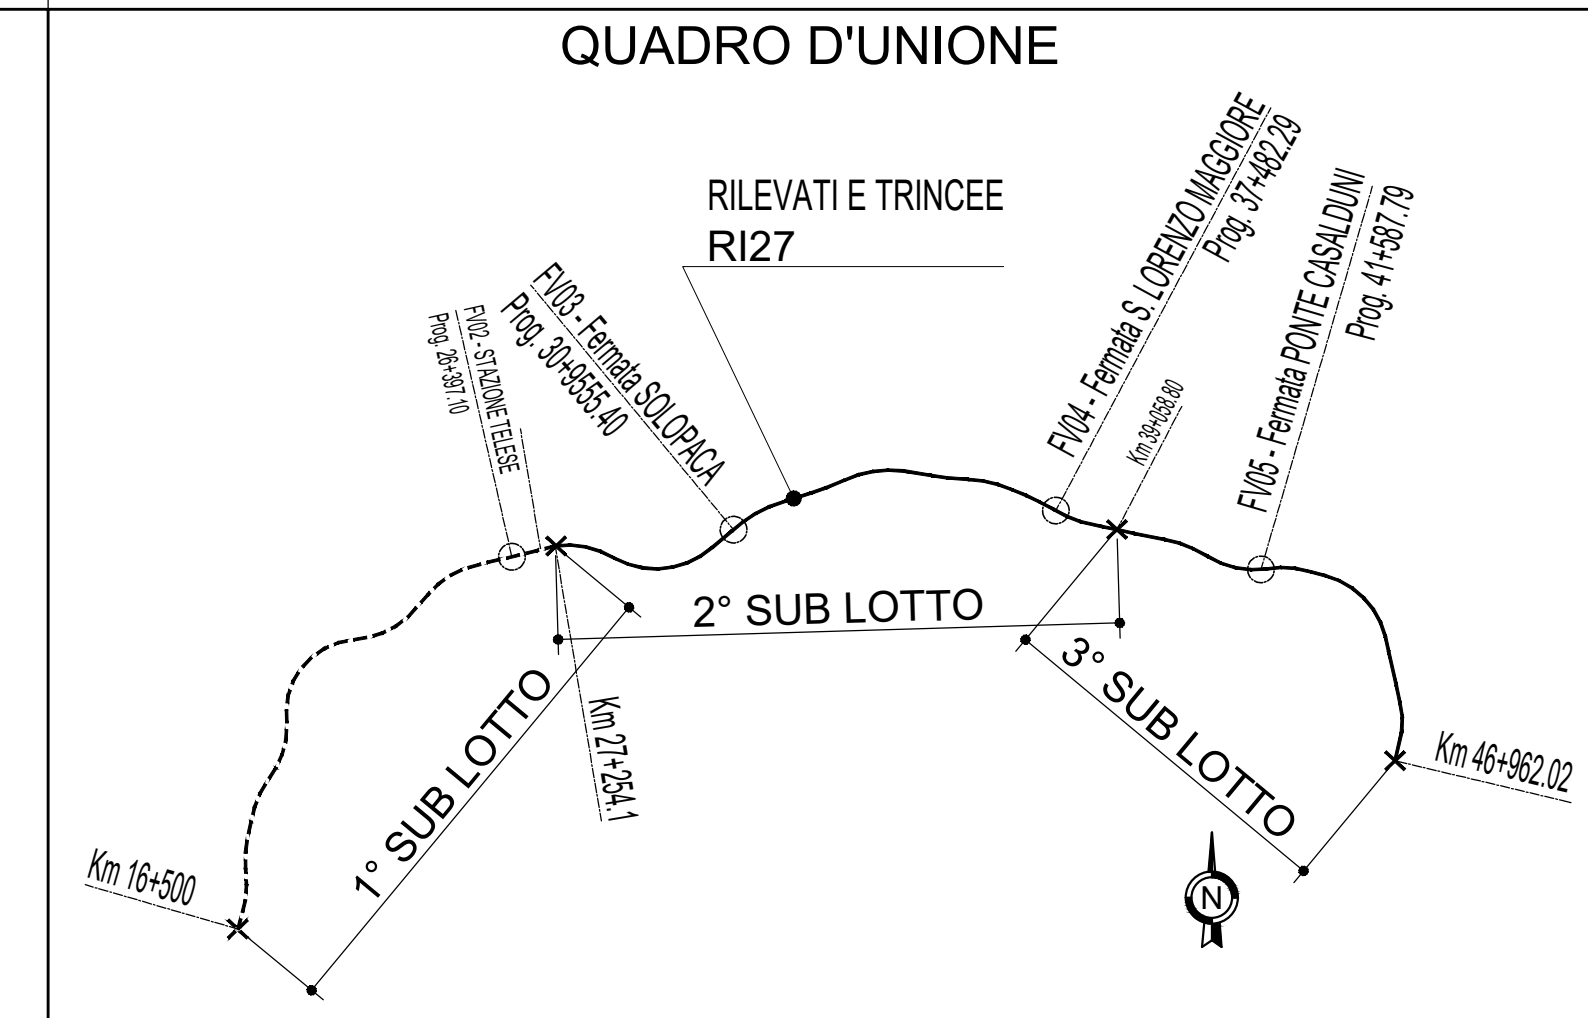 QUADRO D'UNIONE
RILEVATI E TRINCEE
RI27
FV02 - STAZIONE TELESE
Prog. 26+397.10
FV03 - Fermata SOLOPACA
Prog. 30+9555.40
FV04 - Fermata S. LORENZO MAGGIORE
Prog. 37+482.29
Km 39+058.80
FV05 - Fermata PONTE CASALDUNI
Prog. 41+587.79
2° SUB LOTTO
1° SUB LOTTO
Km 27+254.1
3° SUB LOTTO
Km 46+962.02
Km 16+500
N